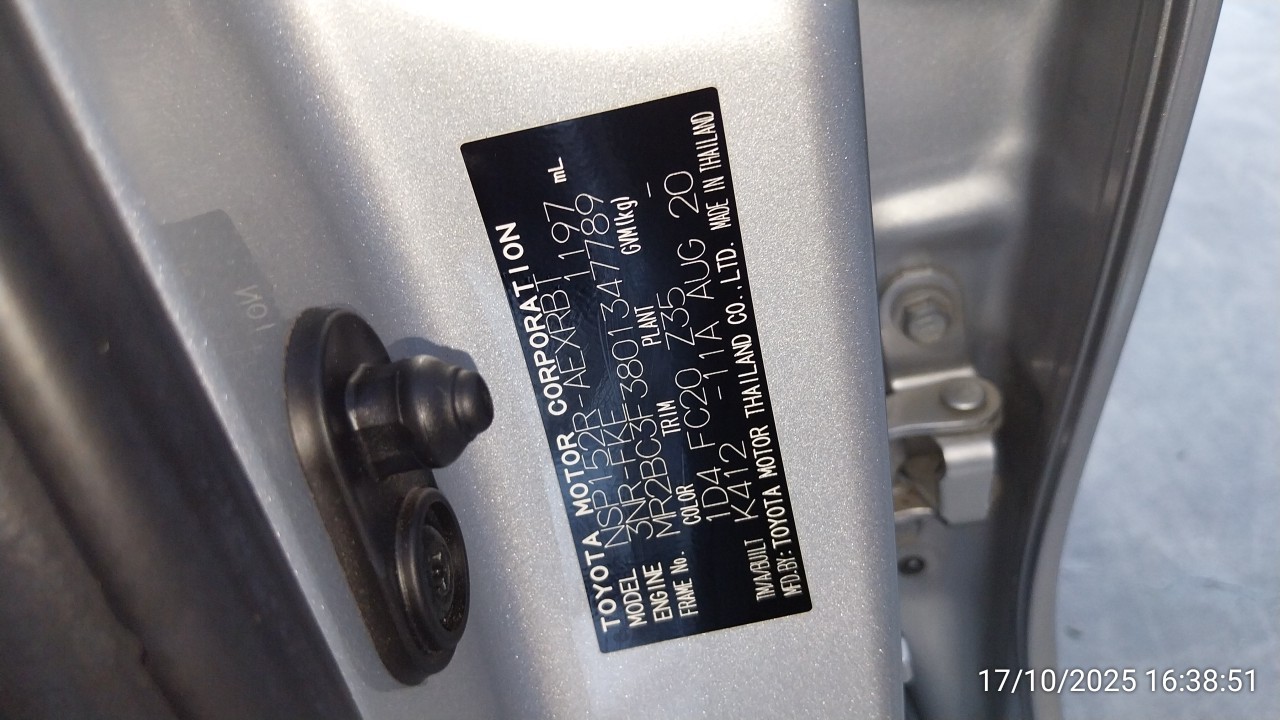 TOYOTA MOTOR CORPORATION
MODEL NSP152R-AEXRBT
ENGINE 3NR-FKE 1197 mL
FRAME No. MR2BC3F3801347789
COLOR TRIM PLANT GVM(kg)
1D4 FC20 Z35 -
TM/A/BUILT K412 -11A AUG 20
MFD.BY:TOYOTA MOTOR THAILAND CO.,LTD. MADE IN THAILAND
17/10/2025 16:38:51